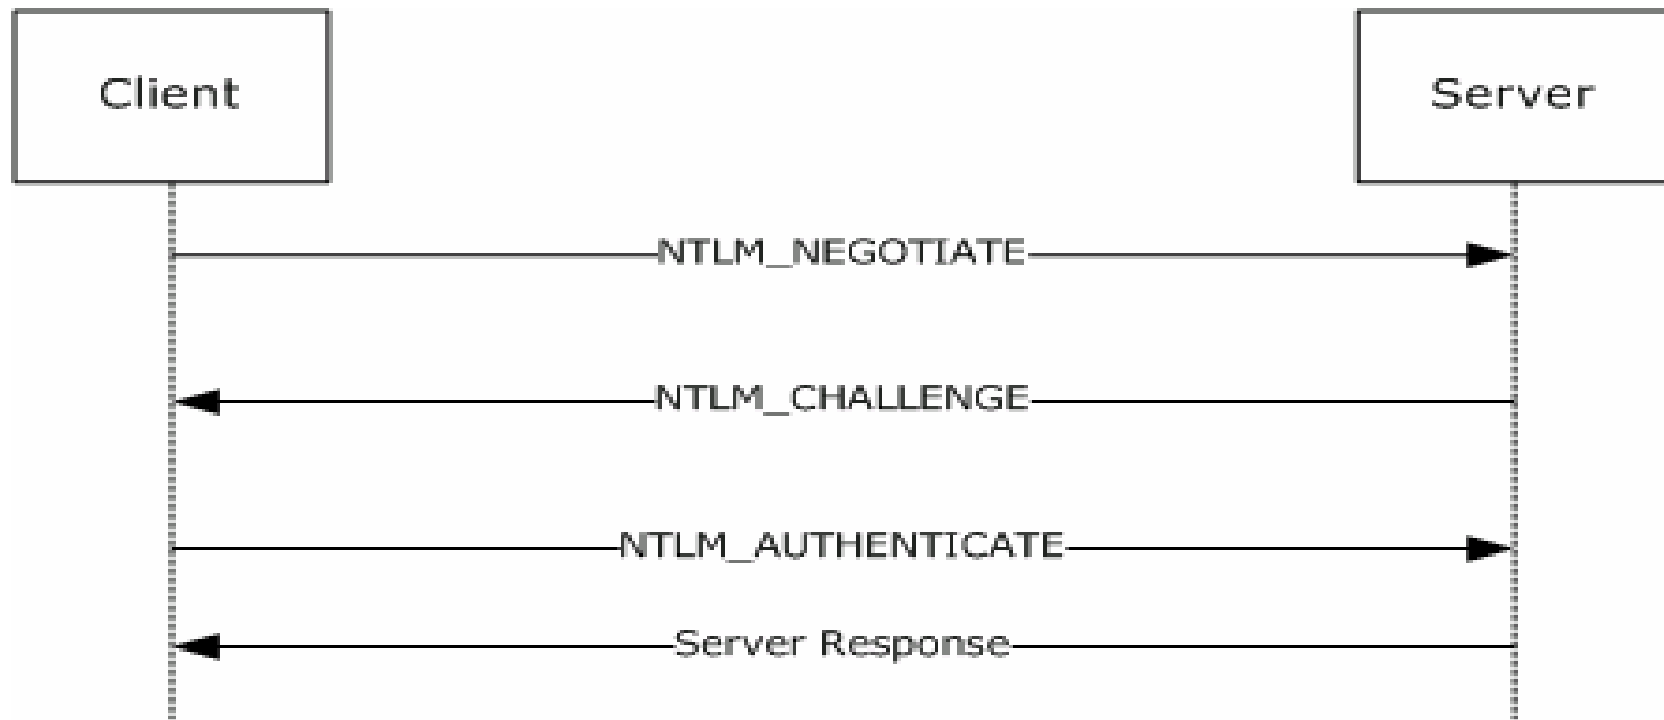 Client
Server
NTLM_NEGOTIATE
NTLM_CHALLENGE
NTLM_AUTHENTICATE
Server Response